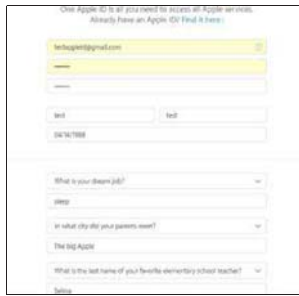 One Apple ID is all you need to access all Apple services.
Already have an Apple ID? Find it here
test test
04/14/1988
What is your dream job?
sleep
In what city did your parents meet?
The big Apple
What is the last name of your favorite elementary school teacher?
Selina